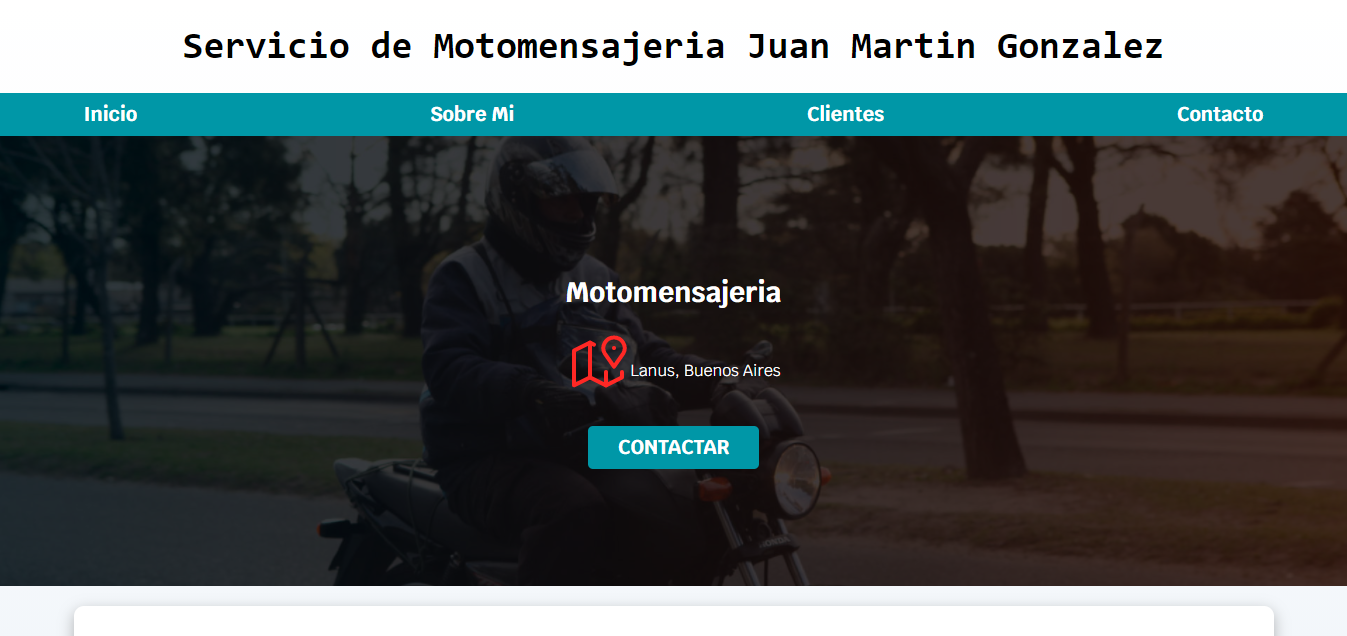 Servicio de Motomensajeria Juan Martin Gonzalez
Inicio Sobre Mi Clientes Contacto
Motomensajeria
Lanus, Buenos Aires
CONTACTAR